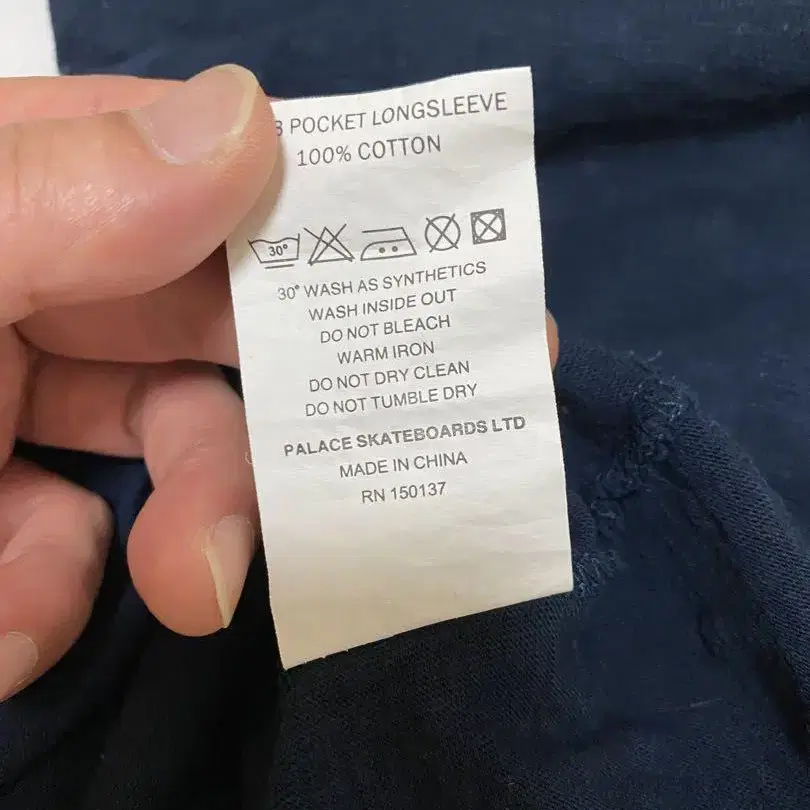 POCKET LONGSLEEVE
100% COTTON
30°
30° WASH AS SYNTHETICS
WASH INSIDE OUT
DO NOT BLEACH
WARM IRON
DO NOT DRY CLEAN
DO NOT TUMBLE DRY
PALACE SKATEBOARDS LTD
MADE IN CHINA
RN 150137